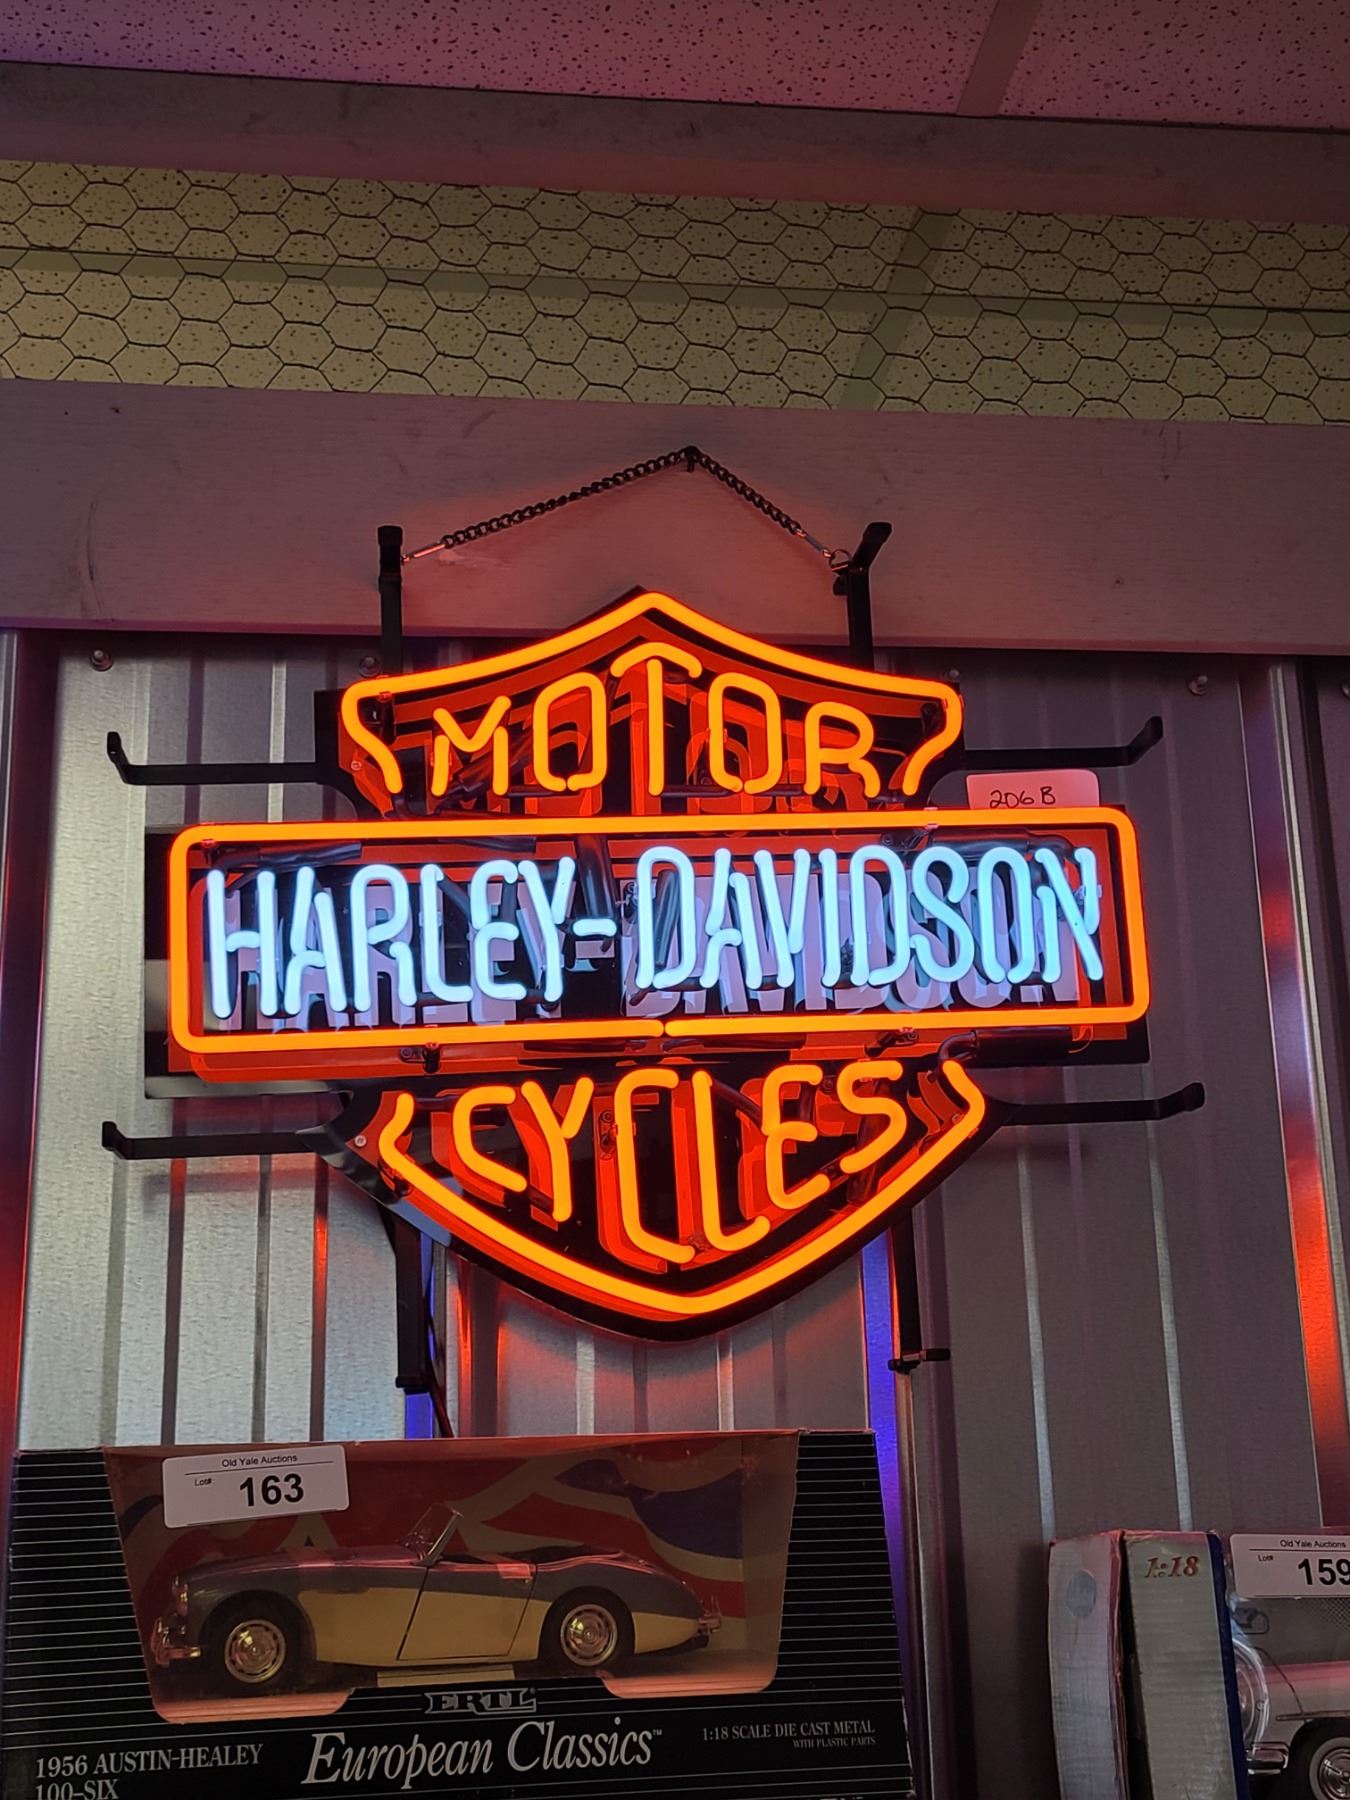 MOTOR
206 B
HARLEY-DAVIDSON
CYCLES
Old Yale Auctions
Lot# 163
ERTL
European Classics™
1956 AUSTIN-HEALEY
100-SIX
1:18 SCALE DIE CAST METAL
WITH PLASTIC PARTS
1:18
Old Yale Auctions
Lot# 159